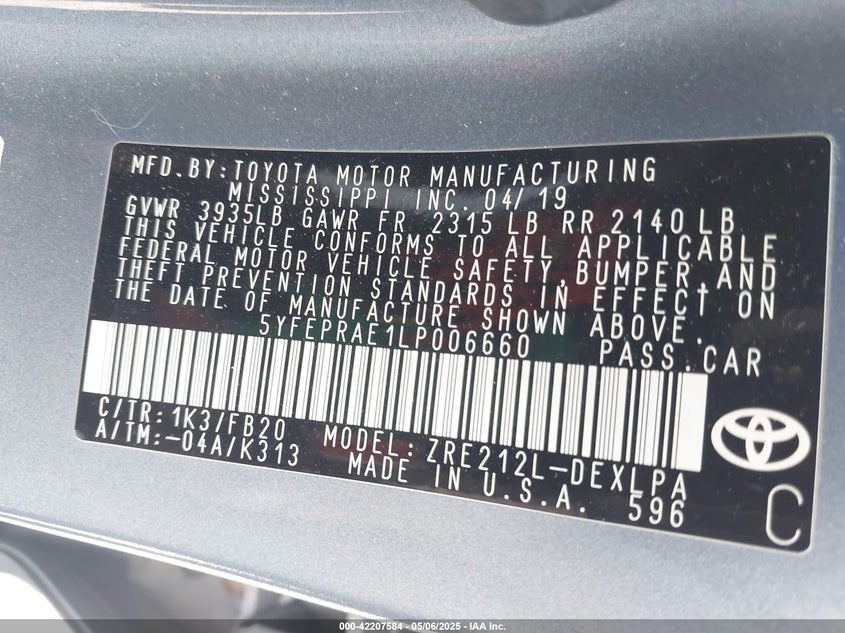 MFD.BY:TOYOTA MOTOR MANUFACTURING
MISSISSIPPI INC. 04/19
GVWR 3935LB GAWR FR 2315 LB RR 2140 LB
THIS VEHICLE CONFORMS TO ALL APPLICABLE
FEDERAL MOTOR VEHICLE SAFETY,BUMPER,AND
THEFT PREVENTION STANDARDS IN EFFECT ON
THE DATE OF MANUFACTURE SHOWN ABOVE.
5YFEPRAE1LP006660 PASS.CAR
C/TR:1K3/FB20 MODEL:ZRE212L-DEXLPA
A/TM:-04A/K313 MADE IN U.S.A. 596
C
000-42207584 - 05/06/2025 - IAA Inc.